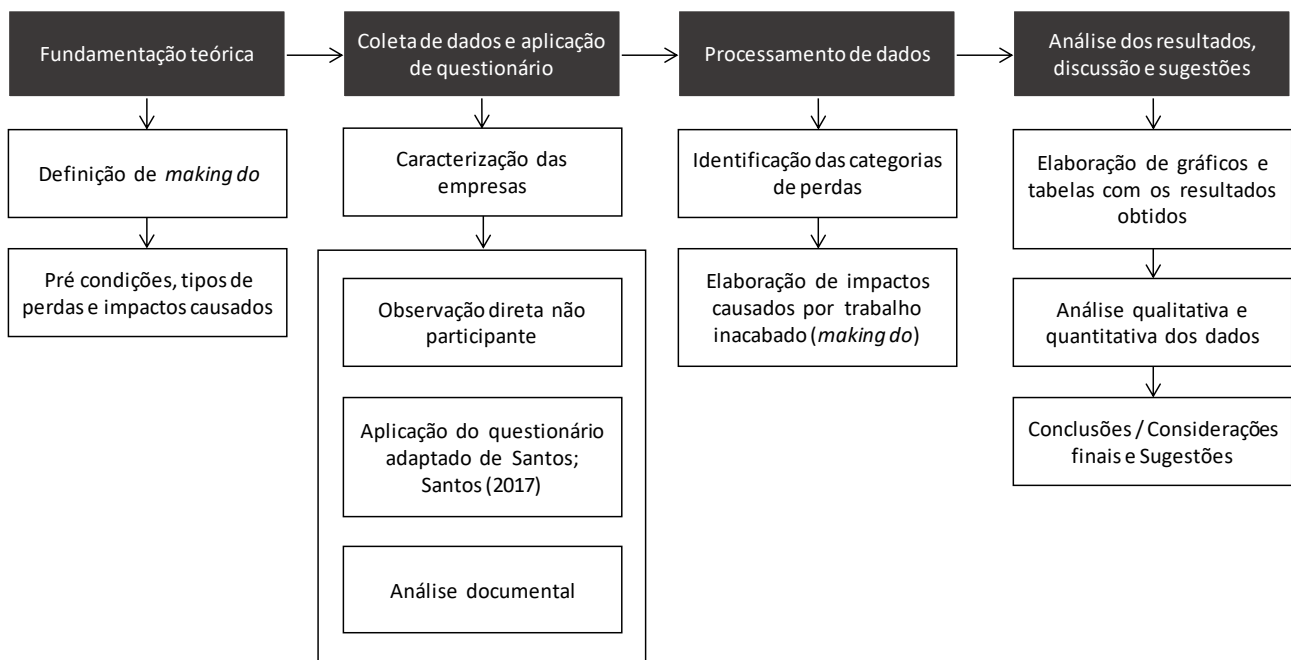 Fundamentação teórica
Coleta de dados e aplicação
de questionário
Processamento de dados
Análise dos resultados,
discussão e sugestões
Definição de making do
Pré condições, tipos de
perdas e impactos causados
Caracterização das
empresas
Observação direta não
participante
Aplicação do questionário
adaptado de Santos;
Santos (2017)
Análise documental
Identificação das categorias
de perdas
Elaboração de impactos
causados por trabalho
inacabado (making do)
Elaboração de gráficos e
tabelas com os resultados
obtidos
Análise qualitativa e
quantitativa dos dados
Conclusões / Considerações
finais e Sugestões